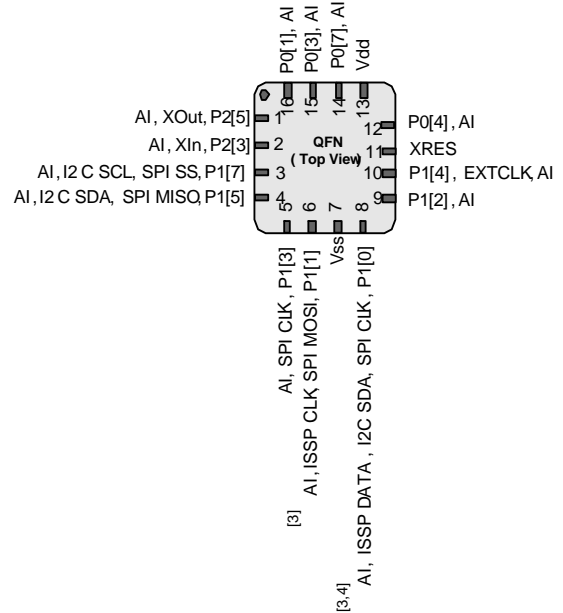 P0[1], AI
P0[3], AI
P0[7], AI
Vdd
16
15
14
13
AI, XOut, P2[5]
1
AI, XIn, P2[3]
2
AI, I2C SCL, SPI SS, P1[7]
3
AI, I2C SDA, SPI MISO, P1[5]
4
QFN
(Top View)
12
P0[4], AI
11
XRES
10
P1[4], EXTCLK, AI
9
P1[2], AI
5
6
7
8
AI, SPI CLK, P1[3]
AI, ISSP CLK, SPI MOSI, P1[1]
Vss
AI, ISSP DATA, I2C SDA, SPI CLK, P1[0]
[3]
[3,4]